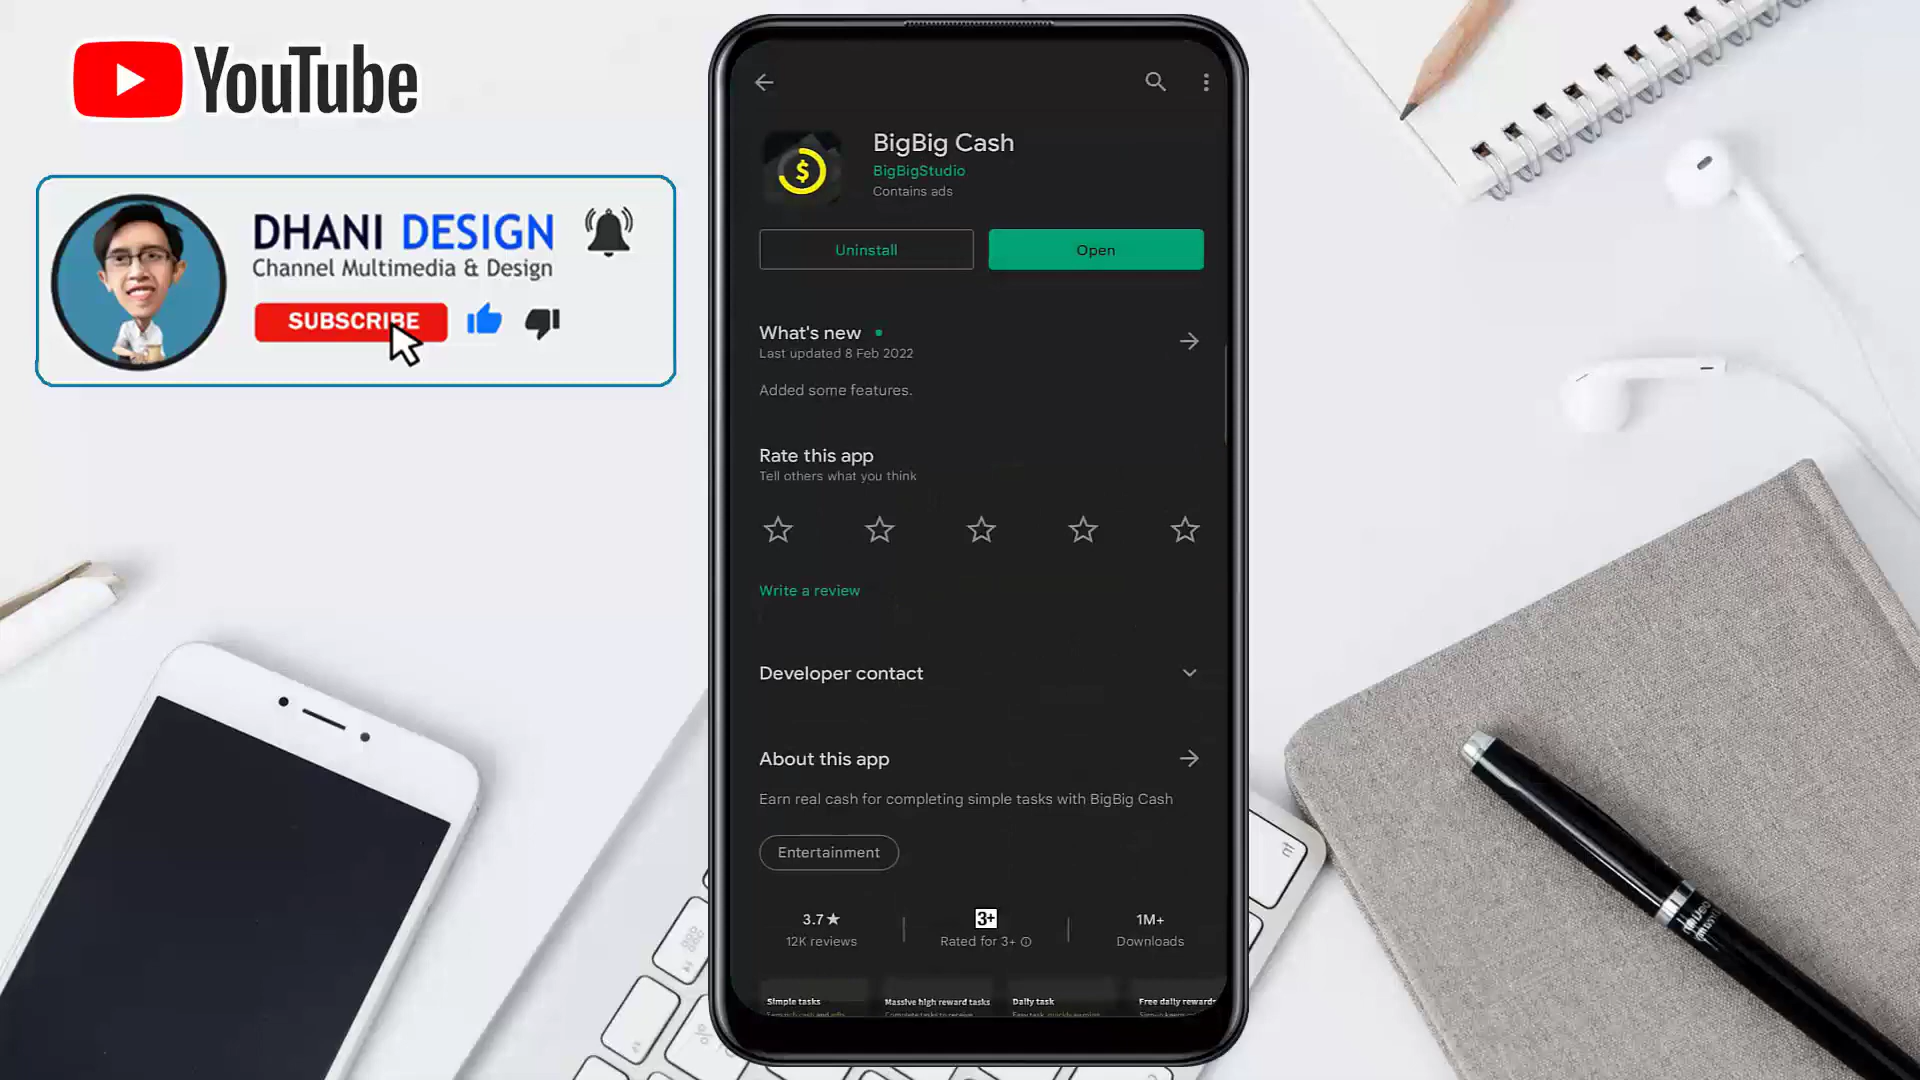 YouTube
DHANI DESIGN
Channel Multimedia & Design
SUBSCRIBE
BigBig Cash
$
BigBigStudio
Contains ads
Uninstall
Open
What's new
Last updated 8 Feb 2022
Added some features.
Rate this app
Tell others what you think
Write a review
Developer contact
About this app
Earn real cash for completing simple tasks with BigBig Cash
Entertainment
3.7★
12K reviews
3+
Rated for 3+
1M+
Downloads
Simple tasks
Massive high reward tasks
Daily task
Free daily rewards